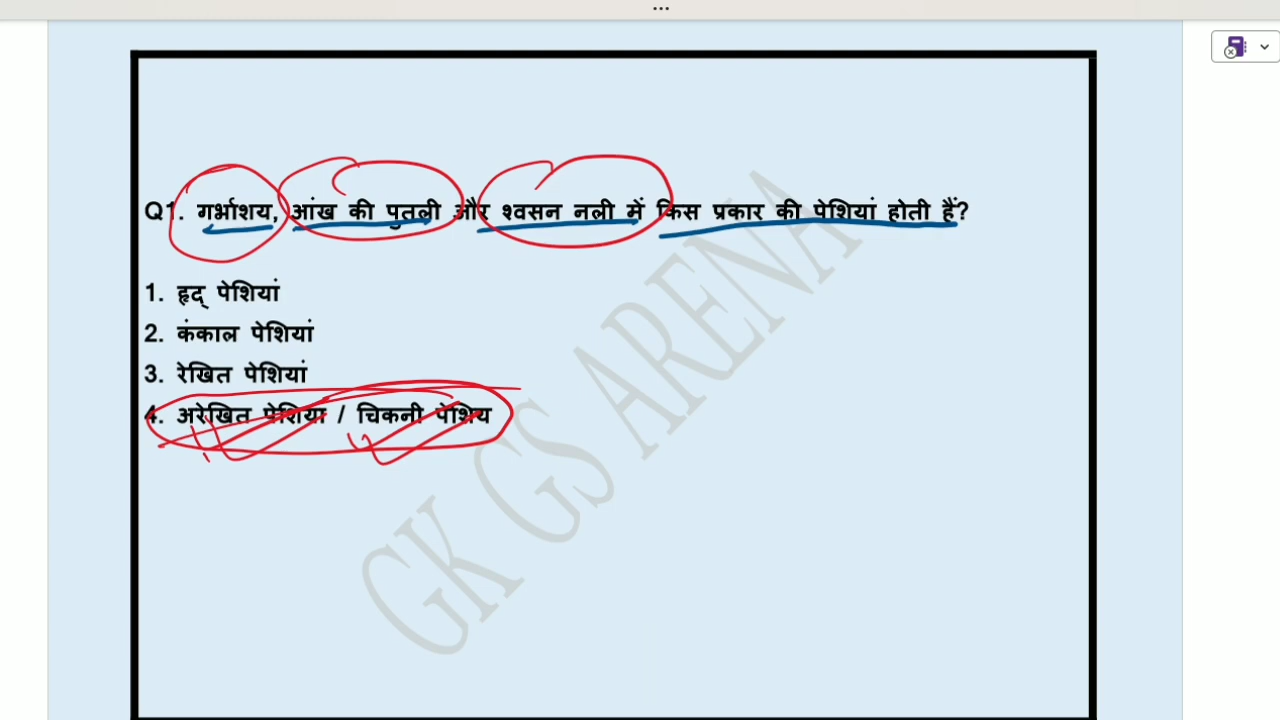 Q1. गर्भाशय, आंख की पुतली और श्वसन नली में किस प्रकार की पेशियां होती हैं?
1. हृद् पेशियां
2. कंकाल पेशियां
3. रेखित पेशियां
4. अरेखित पेशियां / चिकनी पेशिय
GK GS ARENA